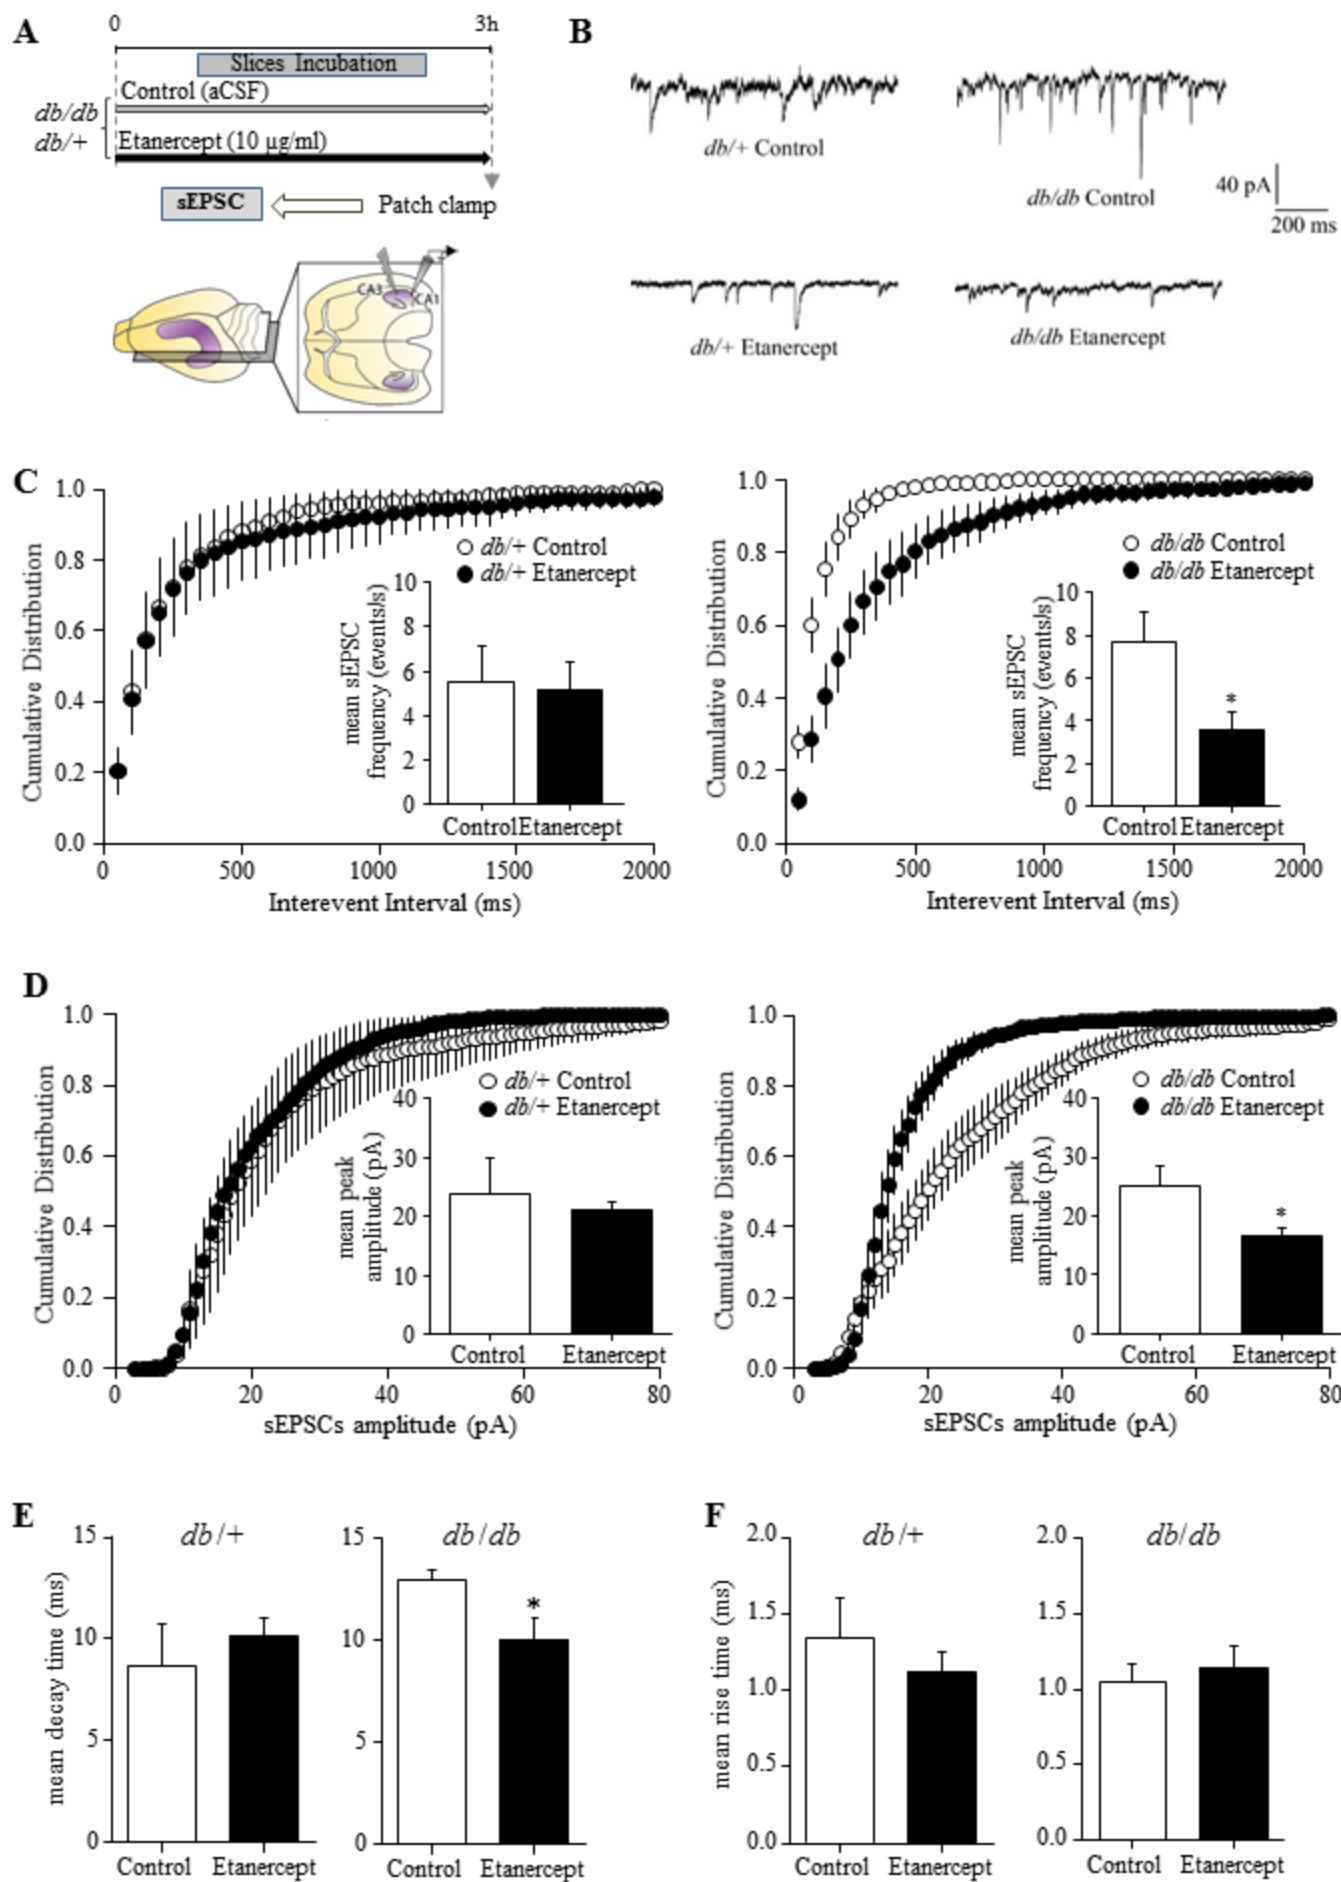 A
0
3h
Slices Incubation
Control (aCSF)
db/db
db/+
Etanercept (10 µg/ml)
sEPSC
Patch clamp
CA3
CA1
B
db/+ Control
db/db Control
40 pA
200 ms
db/+ Etanercept
db/db Etanercept
C
Cumulative Distribution
1.0
0.8
0.6
0.4
0.2
0.0
0
500
1000
1500
2000
Interevent Interval (ms)
db/+ Control
db/+ Etanercept
mean sEPSC
frequency (events/s)
10
8
6
4
2
0
Control
Etanercept
Cumulative Distribution
1.0
0.8
0.6
0.4
0.2
0.0
0
500
1000
1500
2000
Interevent Interval (ms)
db/db Control
db/db Etanercept
mean sEPSC
frequency (events/s)
10
8
6
4
2
0
*
Control
Etanercept
D
Cumulative Distribution
1.0
0.8
0.6
0.4
0.2
0.0
0
20
40
60
80
sEPSCs amplitude (pA)
db/+ Control
db/+ Etanercept
mean peak
amplitude (pA)
40
30
20
10
0
Control
Etanercept
Cumulative Distribution
1.0
0.8
0.6
0.4
0.2
0.0
0
20
40
60
80
sEPSCs amplitude (pA)
db/db Control
db/db Etanercept
mean peak
amplitude (pA)
40
30
20
10
0
*
Control
Etanercept
E
mean decay time (ms)
db/+
15
10
5
0
Control
Etanercept
db/db
15
10
5
0
*
Control
Etanercept
F
mean rise time (ms)
db/+
2.0
1.5
1.0
0.5
0.0
Control
Etanercept
db/db
2.0
1.5
1.0
0.5
0.0
Control
Etanercept